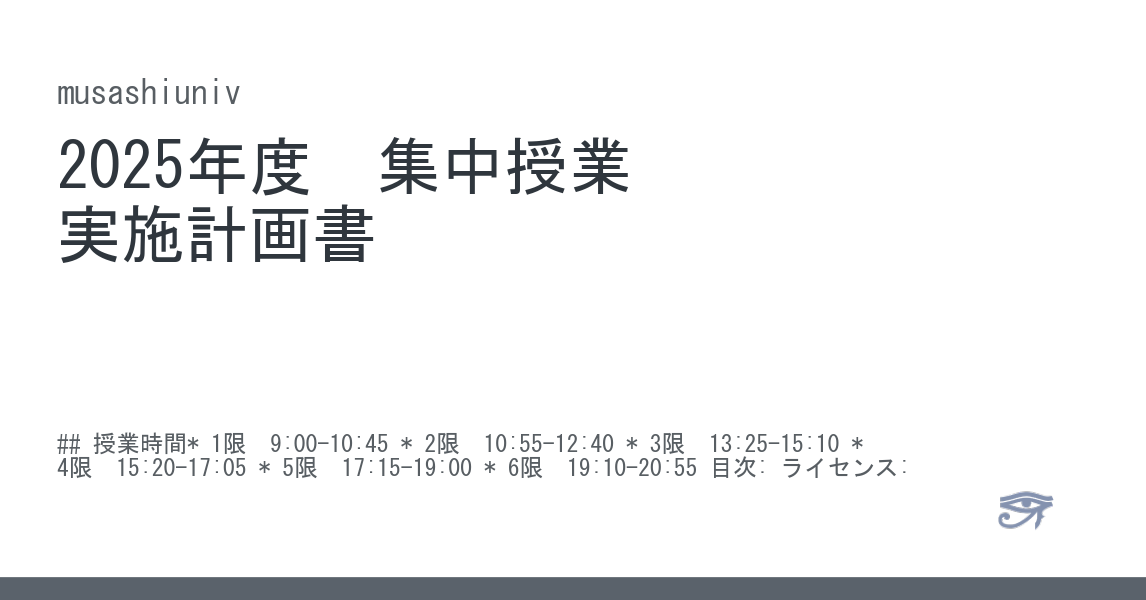 musashiuniv
2025年度　集中授業
実施計画書
## 授業時間* 1限　9:00−10:45 * 2限　10:55−12:40 * 3限　13:25−15:10 *
4限　15:20−17:05 * 5限　17:15−19:00 * 6限　19:10−20:55 目次: ライセンス: